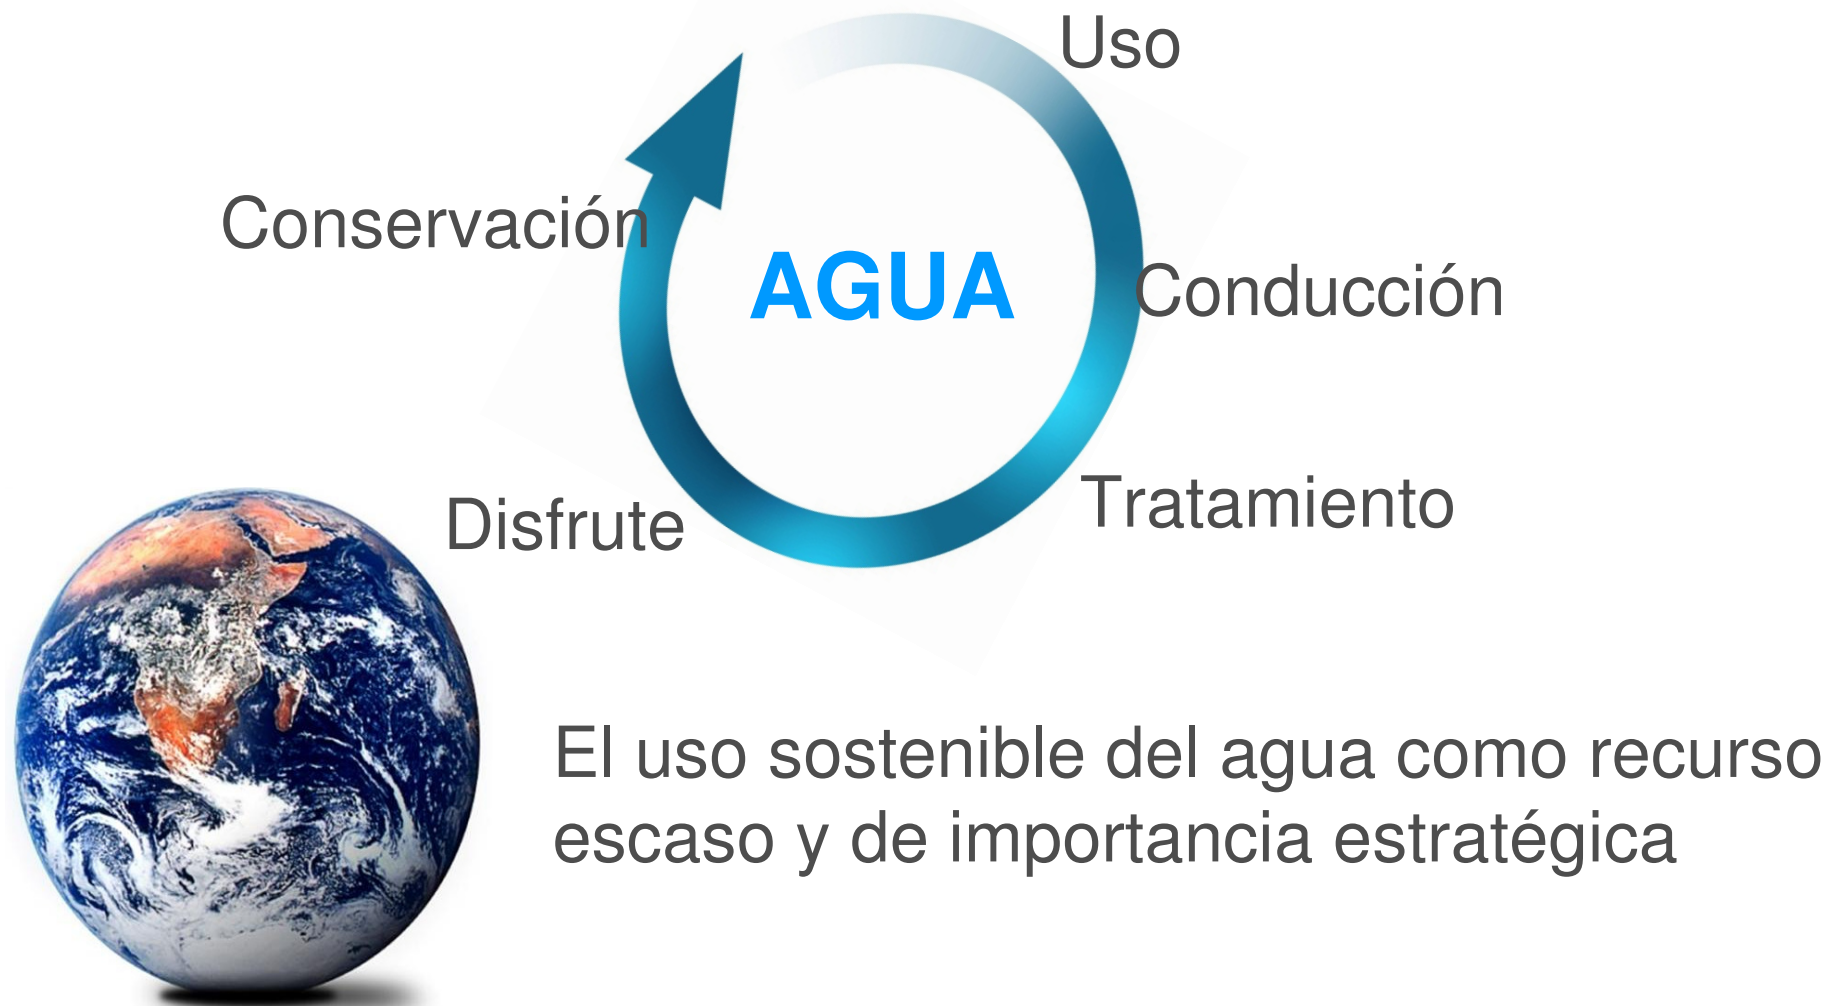 Uso
Conservación
AGUA
Conducción
Tratamiento
Disfrute
El uso sostenible del agua como recurso
escaso y de importancia estratégica